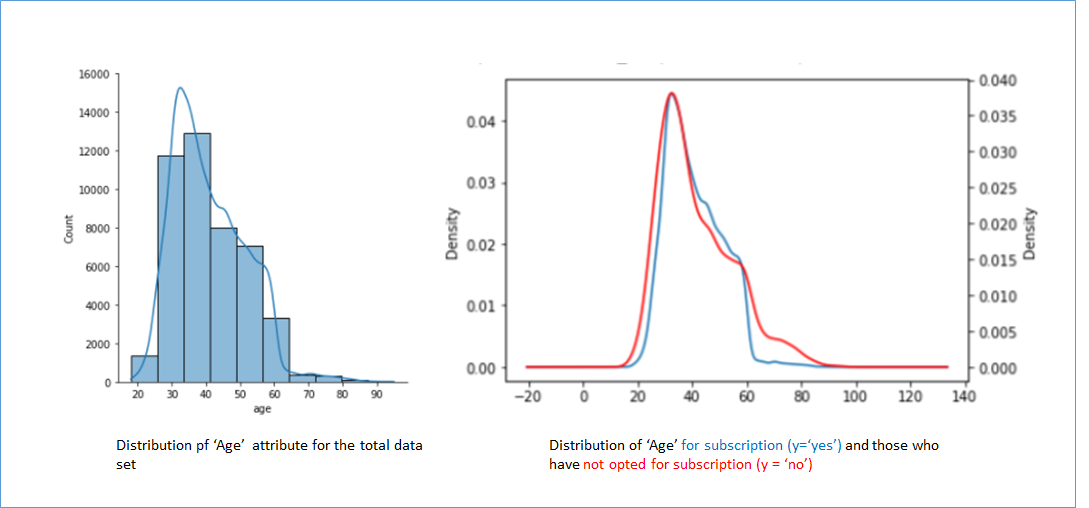 16000
14000
12000
10000
8000
6000
4000
2000
0
Count
20 30 40 50 60 70 80 90
age
0.04
0.03
0.02
0.01
0.00
Density
0.040
0.035
0.030
0.025
0.020
0.015
0.010
0.005
0.000
Density
−20 0 20 40 60 80 100 120 140
Distribution pf ‘Age’ attribute for the total data
set
Distribution of ‘Age’ for subscription (y=‘yes’) and those who
have not opted for subscription (y = ‘no’)